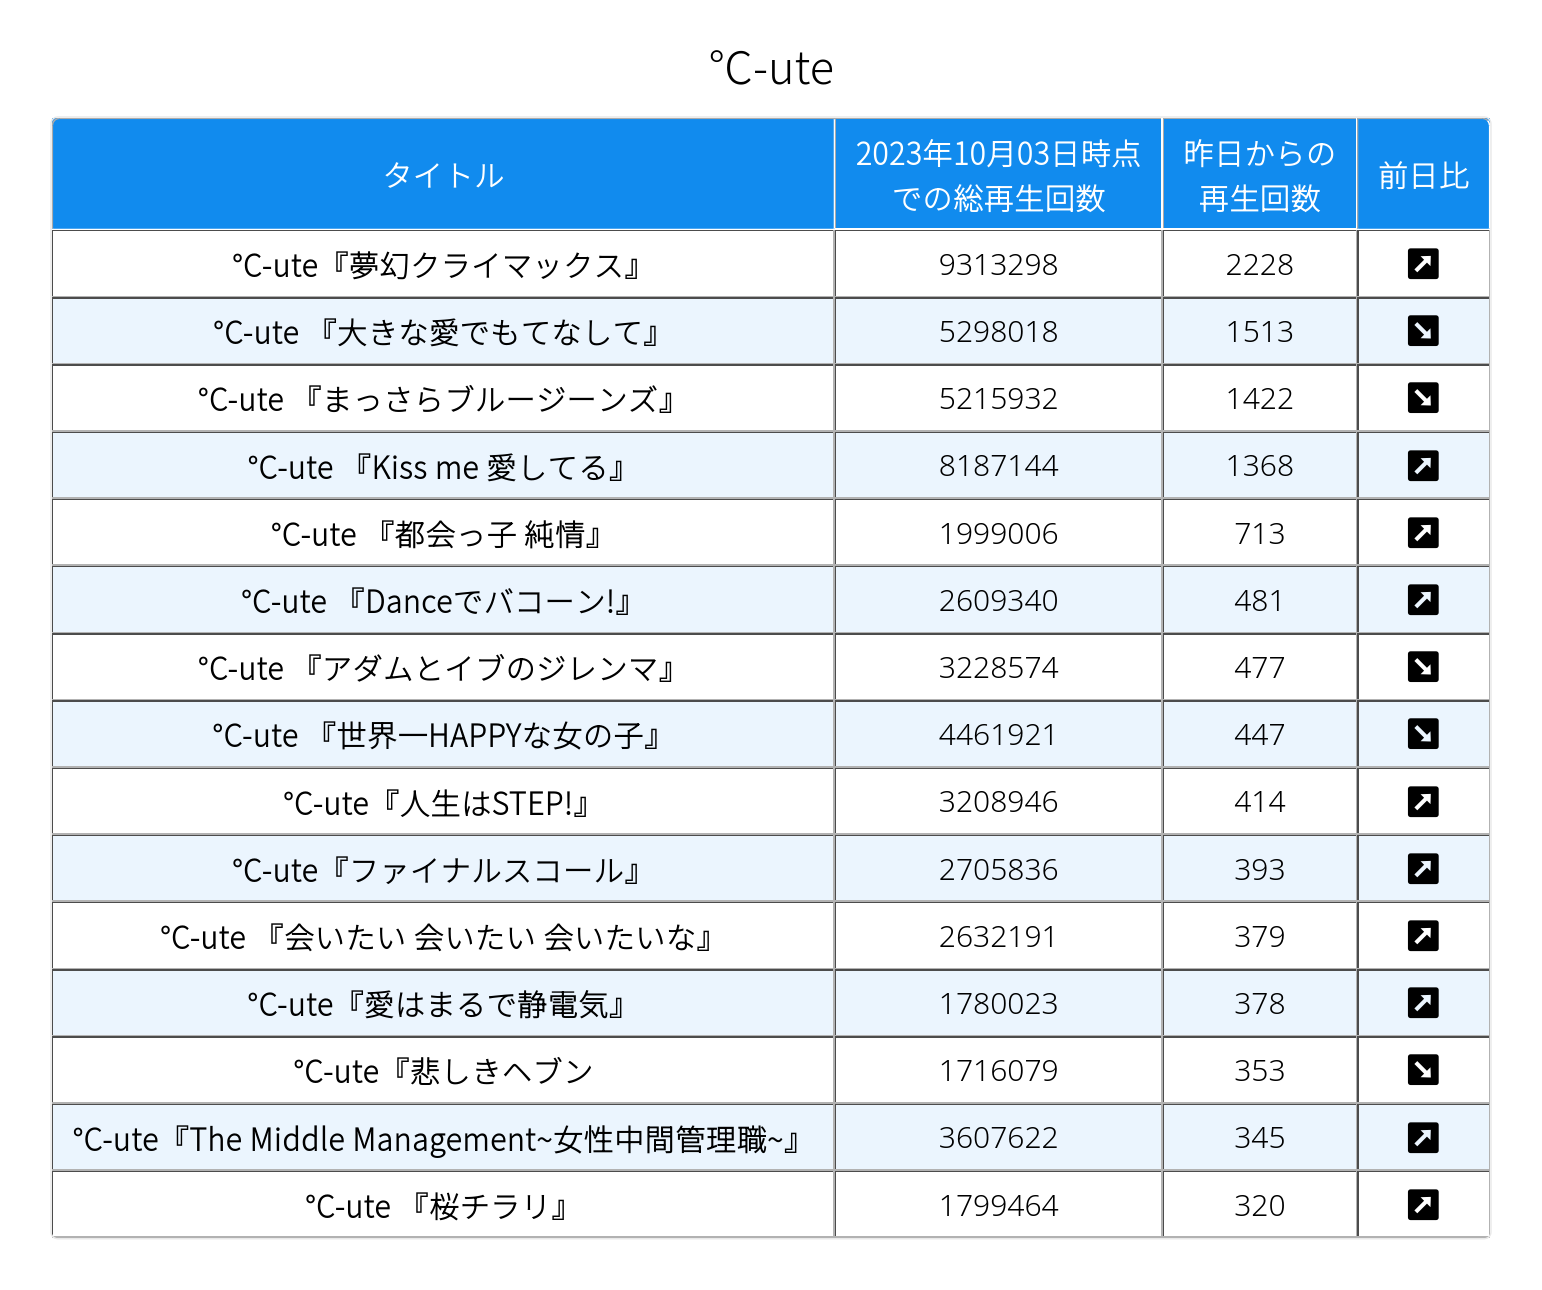 ℃-ute
タイトル
2023年10月03日時点
での総再生回数
昨日からの
再生回数
前日比
℃-ute『夢幻クライマックス』 9313298 2228 ↗
℃-ute 『大きな愛でもてなして』 5298018 1513 ↘
℃-ute 『まっさらブルージーンズ』 5215932 1422 ↘
℃-ute 『Kiss me 愛してる』 8187144 1368 ↗
℃-ute 『都会っ子 純情』 1999006 713 ↗
℃-ute 『Danceでバコーン!』 2609340 481 ↗
℃-ute 『アダムとイブのジレンマ』 3228574 477 ↘
℃-ute 『世界一HAPPYな女の子』 4461921 447 ↘
℃-ute『人生はSTEP!』 3208946 414 ↗
℃-ute『ファイナルスコール』 2705836 393 ↗
℃-ute 『会いたい 会いたい 会いたいな』 2632191 379 ↗
℃-ute『愛はまるで静電気』 1780023 378 ↗
℃-ute『悲しきヘブン 1716079 353 ↘
℃-ute『The Middle Management~女性中間管理職~』 3607622 345 ↗
℃-ute 『桜チラリ』 1799464 320 ↗